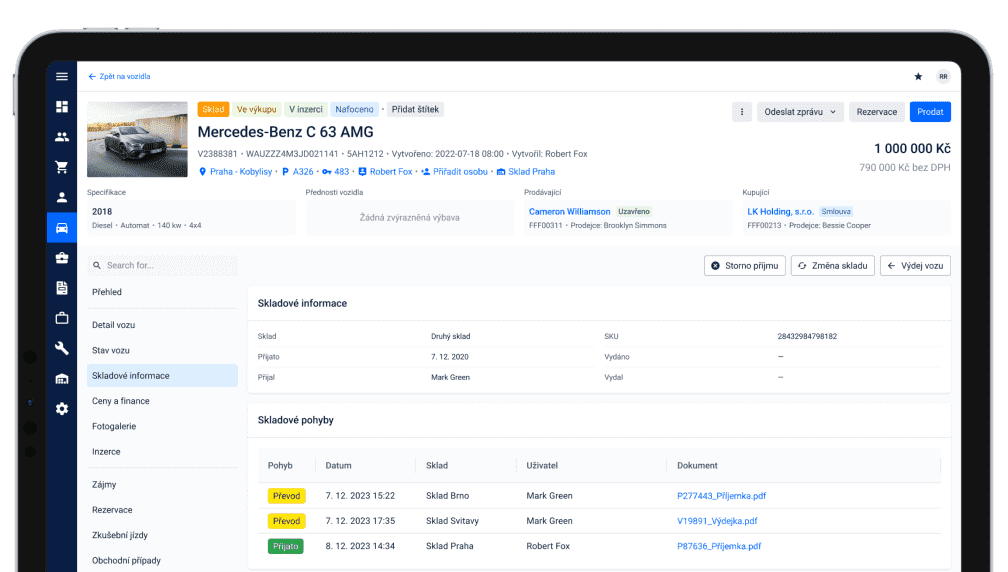 Zpět na vozidla
RR
Sklad Ve výkupu V inzerci Nafoceno • Přidat štítek
Odeslat zprávu Rezervace Prodat
Mercedes-Benz C 63 AMG
1 000 000 Kč
V2388381 • WAUZZZ4M3JD021141 • 5AH1212 • Vytvořeno: 2022-07-18 08:00 • Vytvořil: Robert Fox
790 000 Kč bez DPH
Praha - Kobylisy • P A326 • 483 • Robert Fox • Přiřadit osobu • Sklad Praha
Specifikace Přednosti vozidla Prodávající Kupující
2018
Diesel • Automat • 140 kw • 4x4
Žádná zvýrazněná výbava
Cameron Williamson Uzavřeno
FFF00311 • Prodejce: Brooklyn Simmons
LK Holding, s.r.o. Smlouva
FFF00213 • Prodejce: Bessie Cooper
Search for...
Storno příjmu Změna skladu Výdej vozu
Přehled
Detail vozu
Stav vozu
Skladové informace
Ceny a finance
Fotogalerie
Inzerce
Zájmy
Rezervace
Zkušební jízdy
Obchodní případy
Skladové informace
Sklad Druhý sklad SKU 28432984798182
Přijato 7. 12. 2020 Vydáno –
Přijal Mark Green Vydal –
Skladové pohyby
Pohyb Datum Sklad Uživatel Dokument
Převod 7. 12. 2023 15:22 Sklad Brno Mark Green P277443_Příjemka.pdf
Převod 7. 12. 2023 17:35 Sklad Svitavy Mark Green V19891_Výdejka.pdf
Přijato 8. 12. 2023 14:34 Sklad Praha Robert Fox P87636_Příjemka.pdf